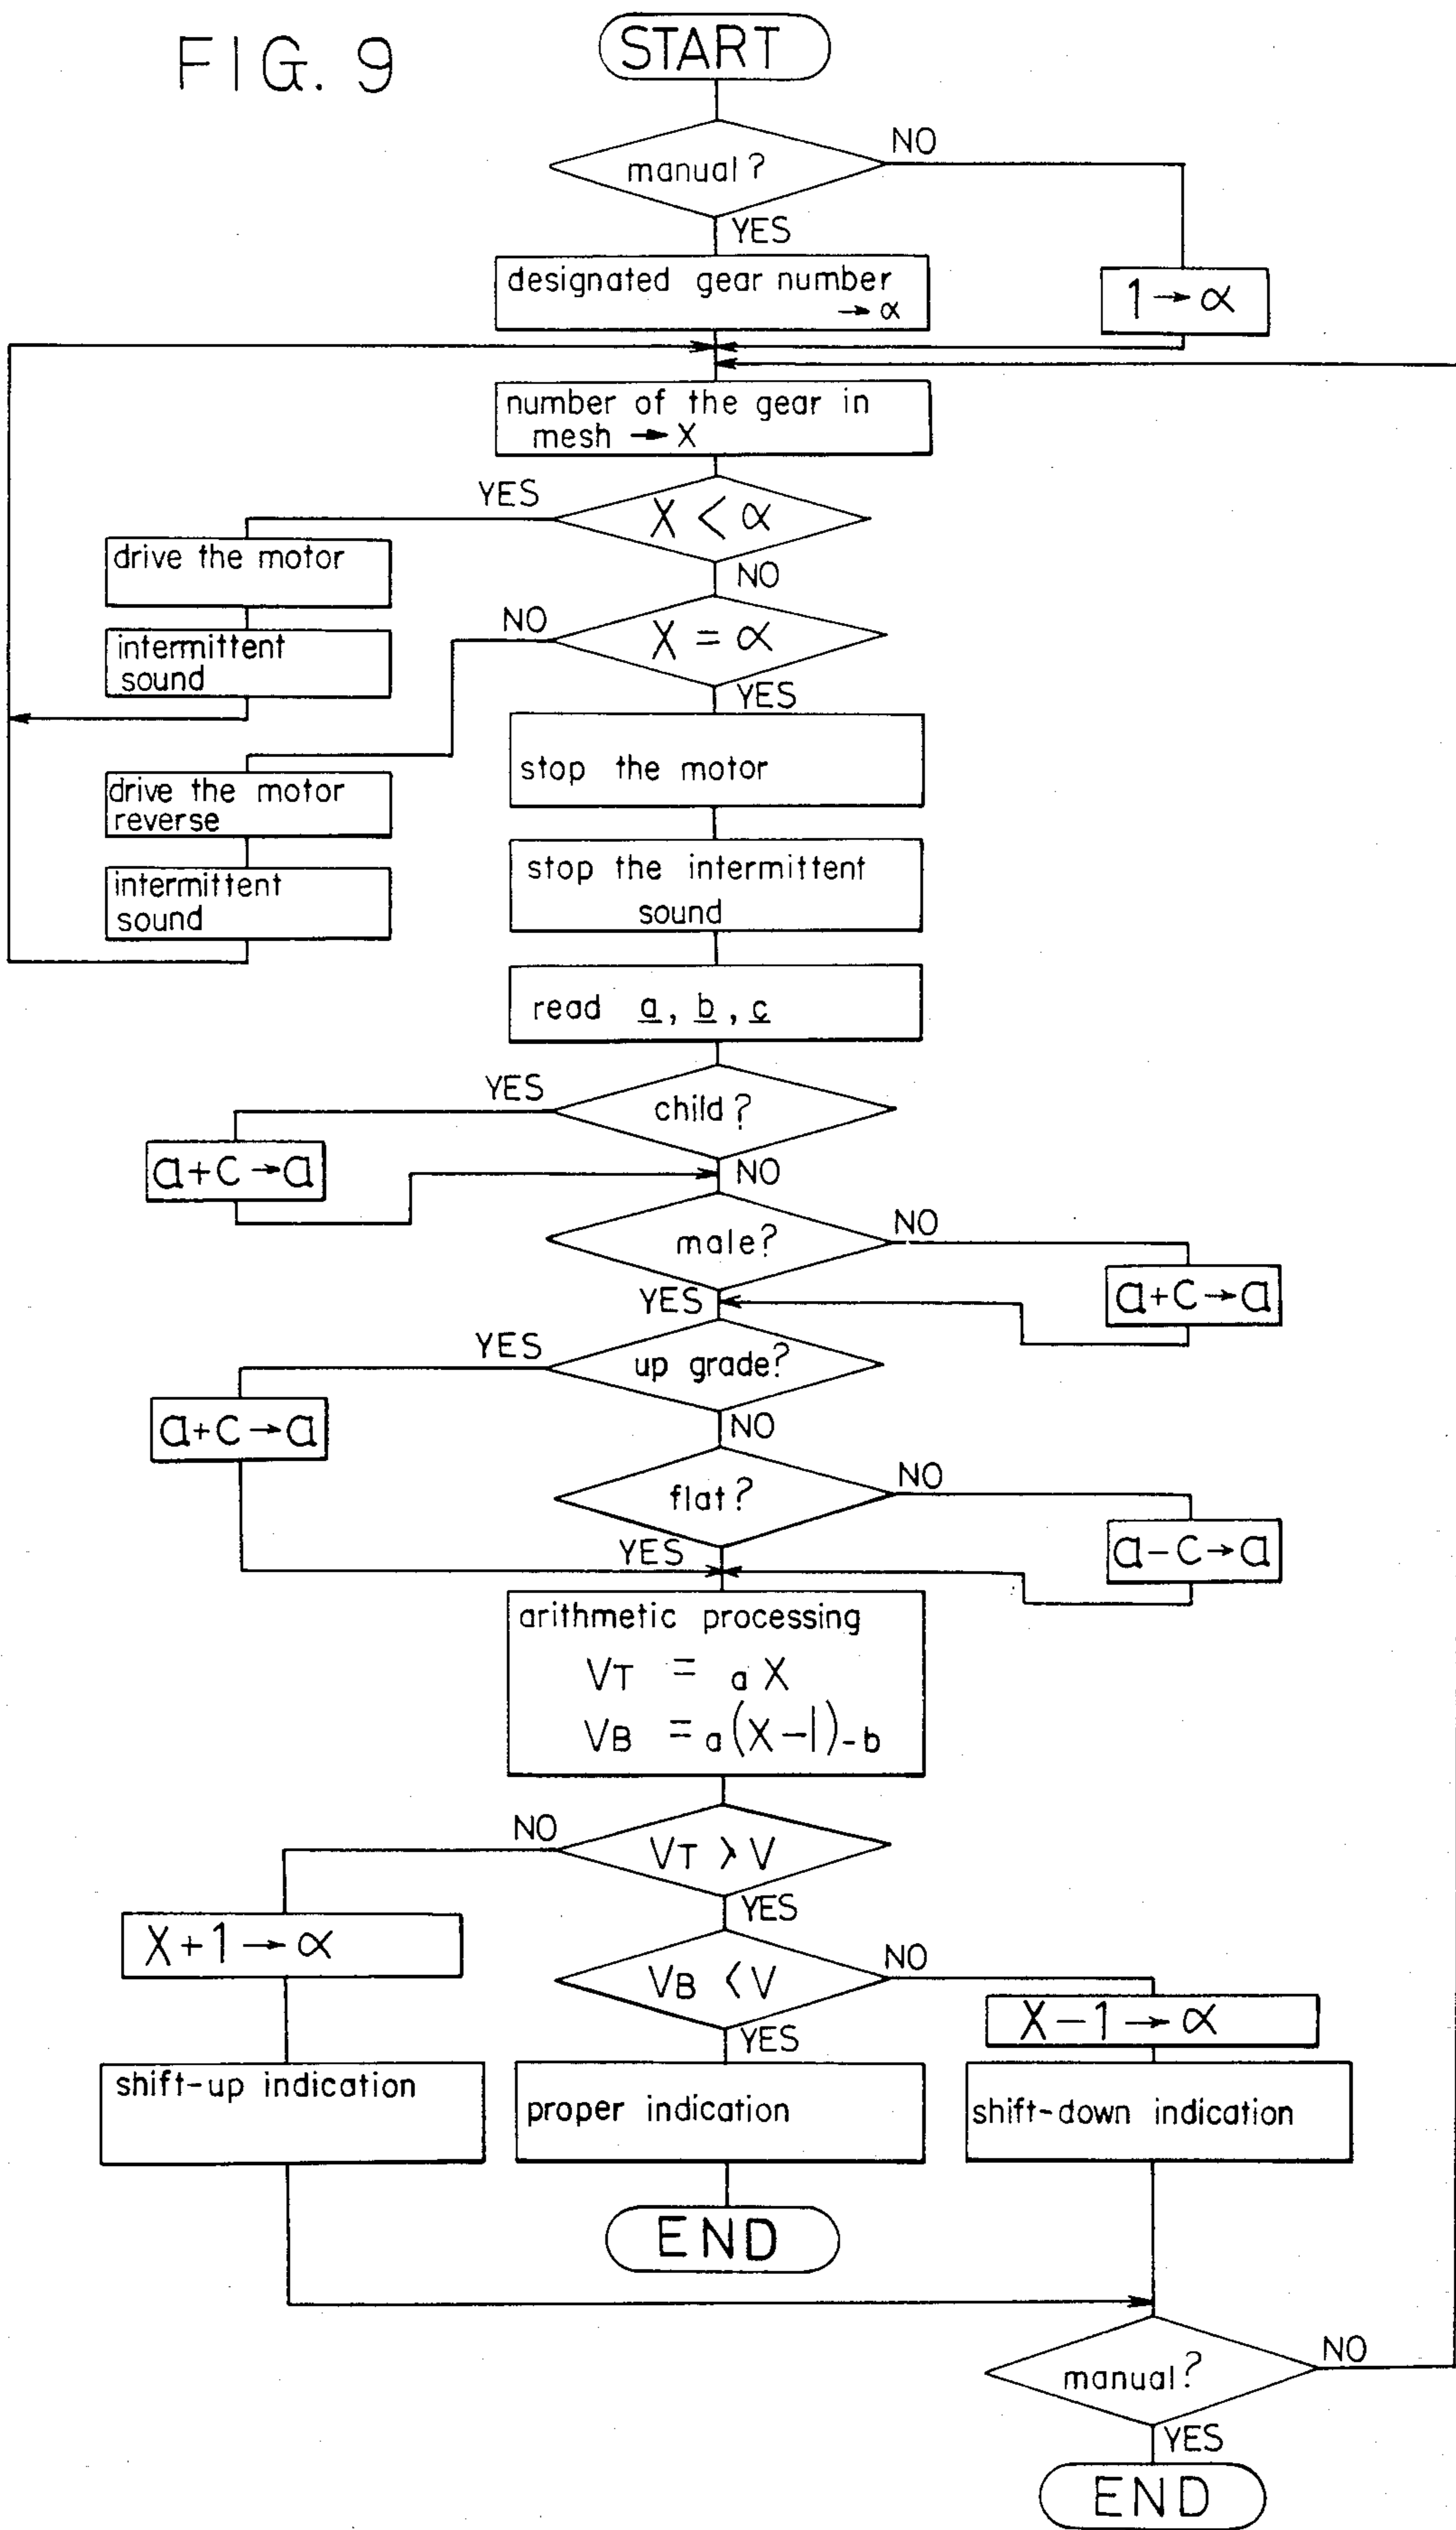 FIG. 9
START
manual?
NO
YES
designated gear number
→ α
1 → α
number of the gear in
mesh → X
YES
X < α
drive the motor
NO
intermittent
sound
NO
X = α
YES
stop the motor
drive the motor
reverse
intermittent
sound
stop the intermittent
sound
read a, b, c
YES
child?
a+c→a
NO
male?
NO
a+c→a
YES
YES
up grade?
a+c→a
NO
flat?
NO
a-c→a
YES
arithmetic processing
VT = a X
VB = a(X-1)-b
NO
VT > V
YES
X+1→α
VB < V
NO
X-1→α
YES
shift-up indication
proper indication
shift-down indication
END
manual?
NO
YES
END